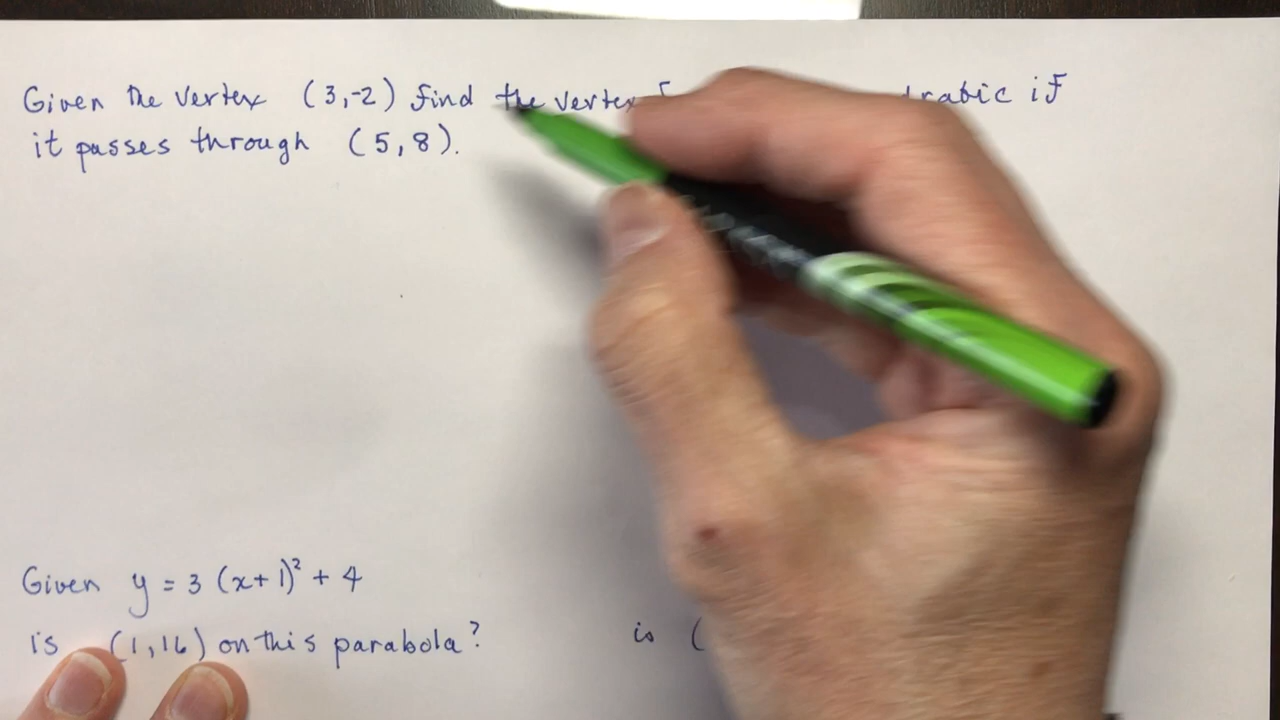 Given the vertex (3,-2) find the vertex if
it passes through (5,8).
Given y = 3 (x+1)² + 4
is (1,16) on this parabola? is (